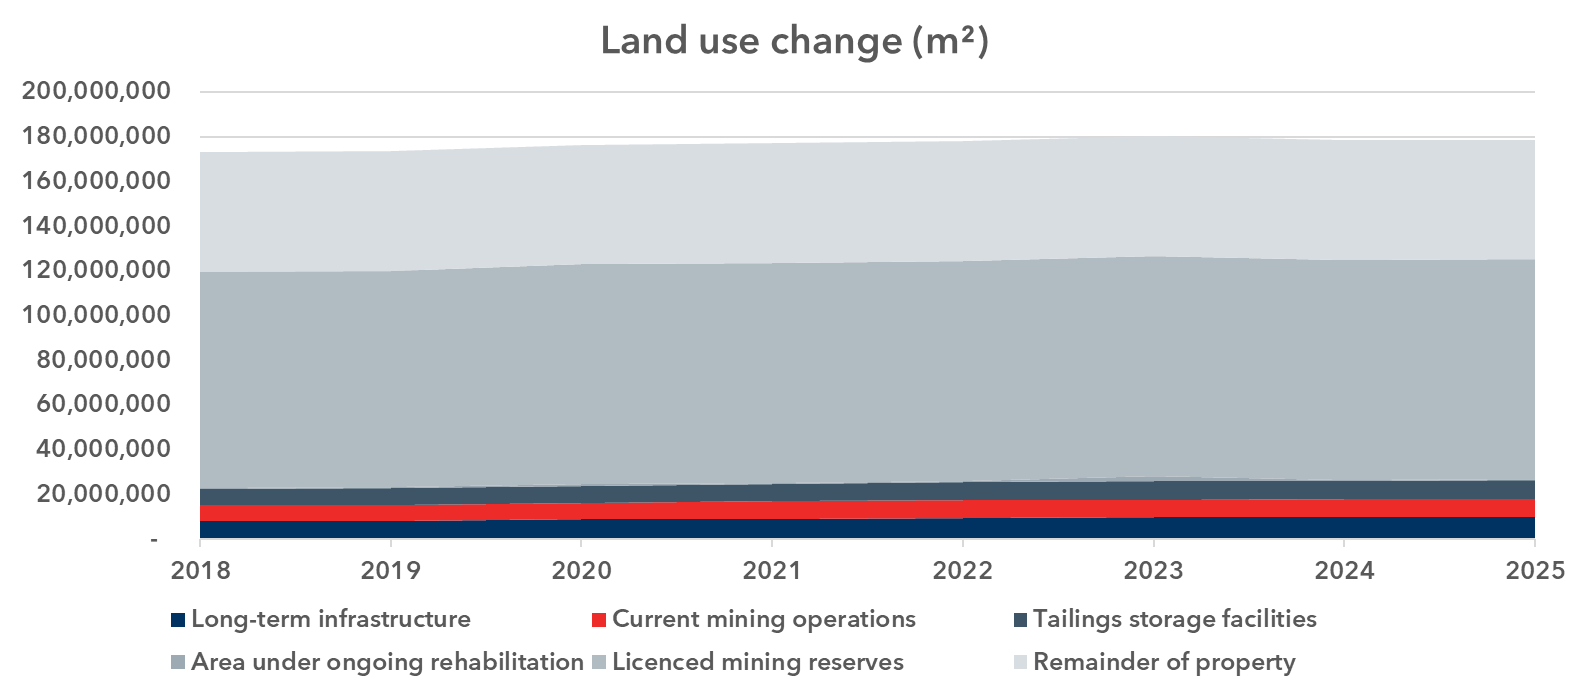 Land use change (m²)
200,000,000
180,000,000
160,000,000
140,000,000
120,000,000
100,000,000
80,000,000
60,000,000
40,000,000
20,000,000
-
2018 2019 2020 2021 2022 2023 2024 2025
Long-term infrastructure Current mining operations Tailings storage facilities
Area under ongoing rehabilitation Licenced mining reserves Remainder of property